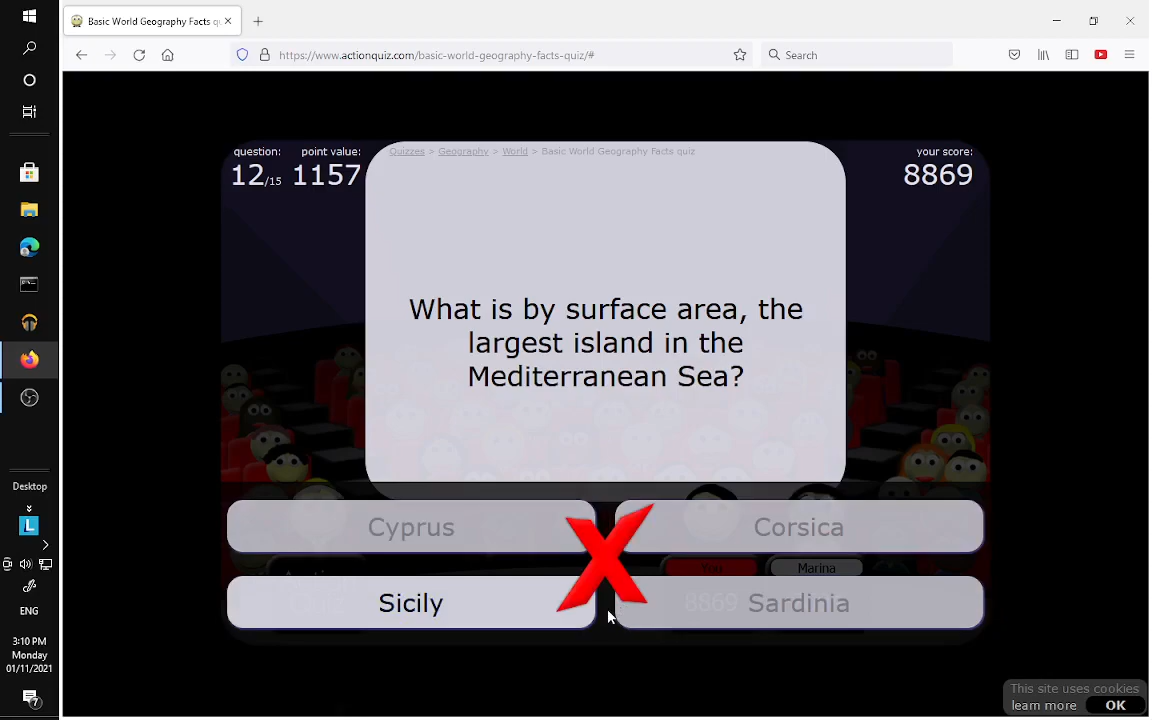 Basic World Geography Facts qu
https://www.actionquiz.com/basic-world-geography-facts-quiz/#
Search
question:
12/15
point value:
1157
Quizzes > Geography > World > Basic World Geography Facts quiz
your score:
8869
What is by surface area, the
largest island in the
Mediterranean Sea?
Cyprus
Corsica
You
Marina
Sicily
8869
Sardinia
Desktop
L
ENG
3:10 PM
Monday
01/11/2021
7
This site uses cookies
learn more
OK